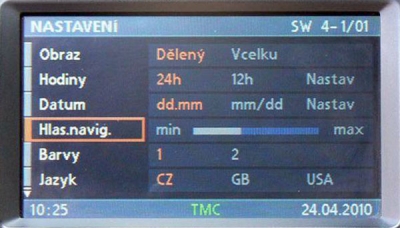 NASTAVENÍ SW 4-1/01
Obraz Dělený Vcelku
Hodiny 24h 12h Nastav
Datum dd.mm mm/dd Nastav
Hlas.navig. min max
Barvy 1 2
Jazyk CZ GB USA
10:25 TMC 24.04.2010